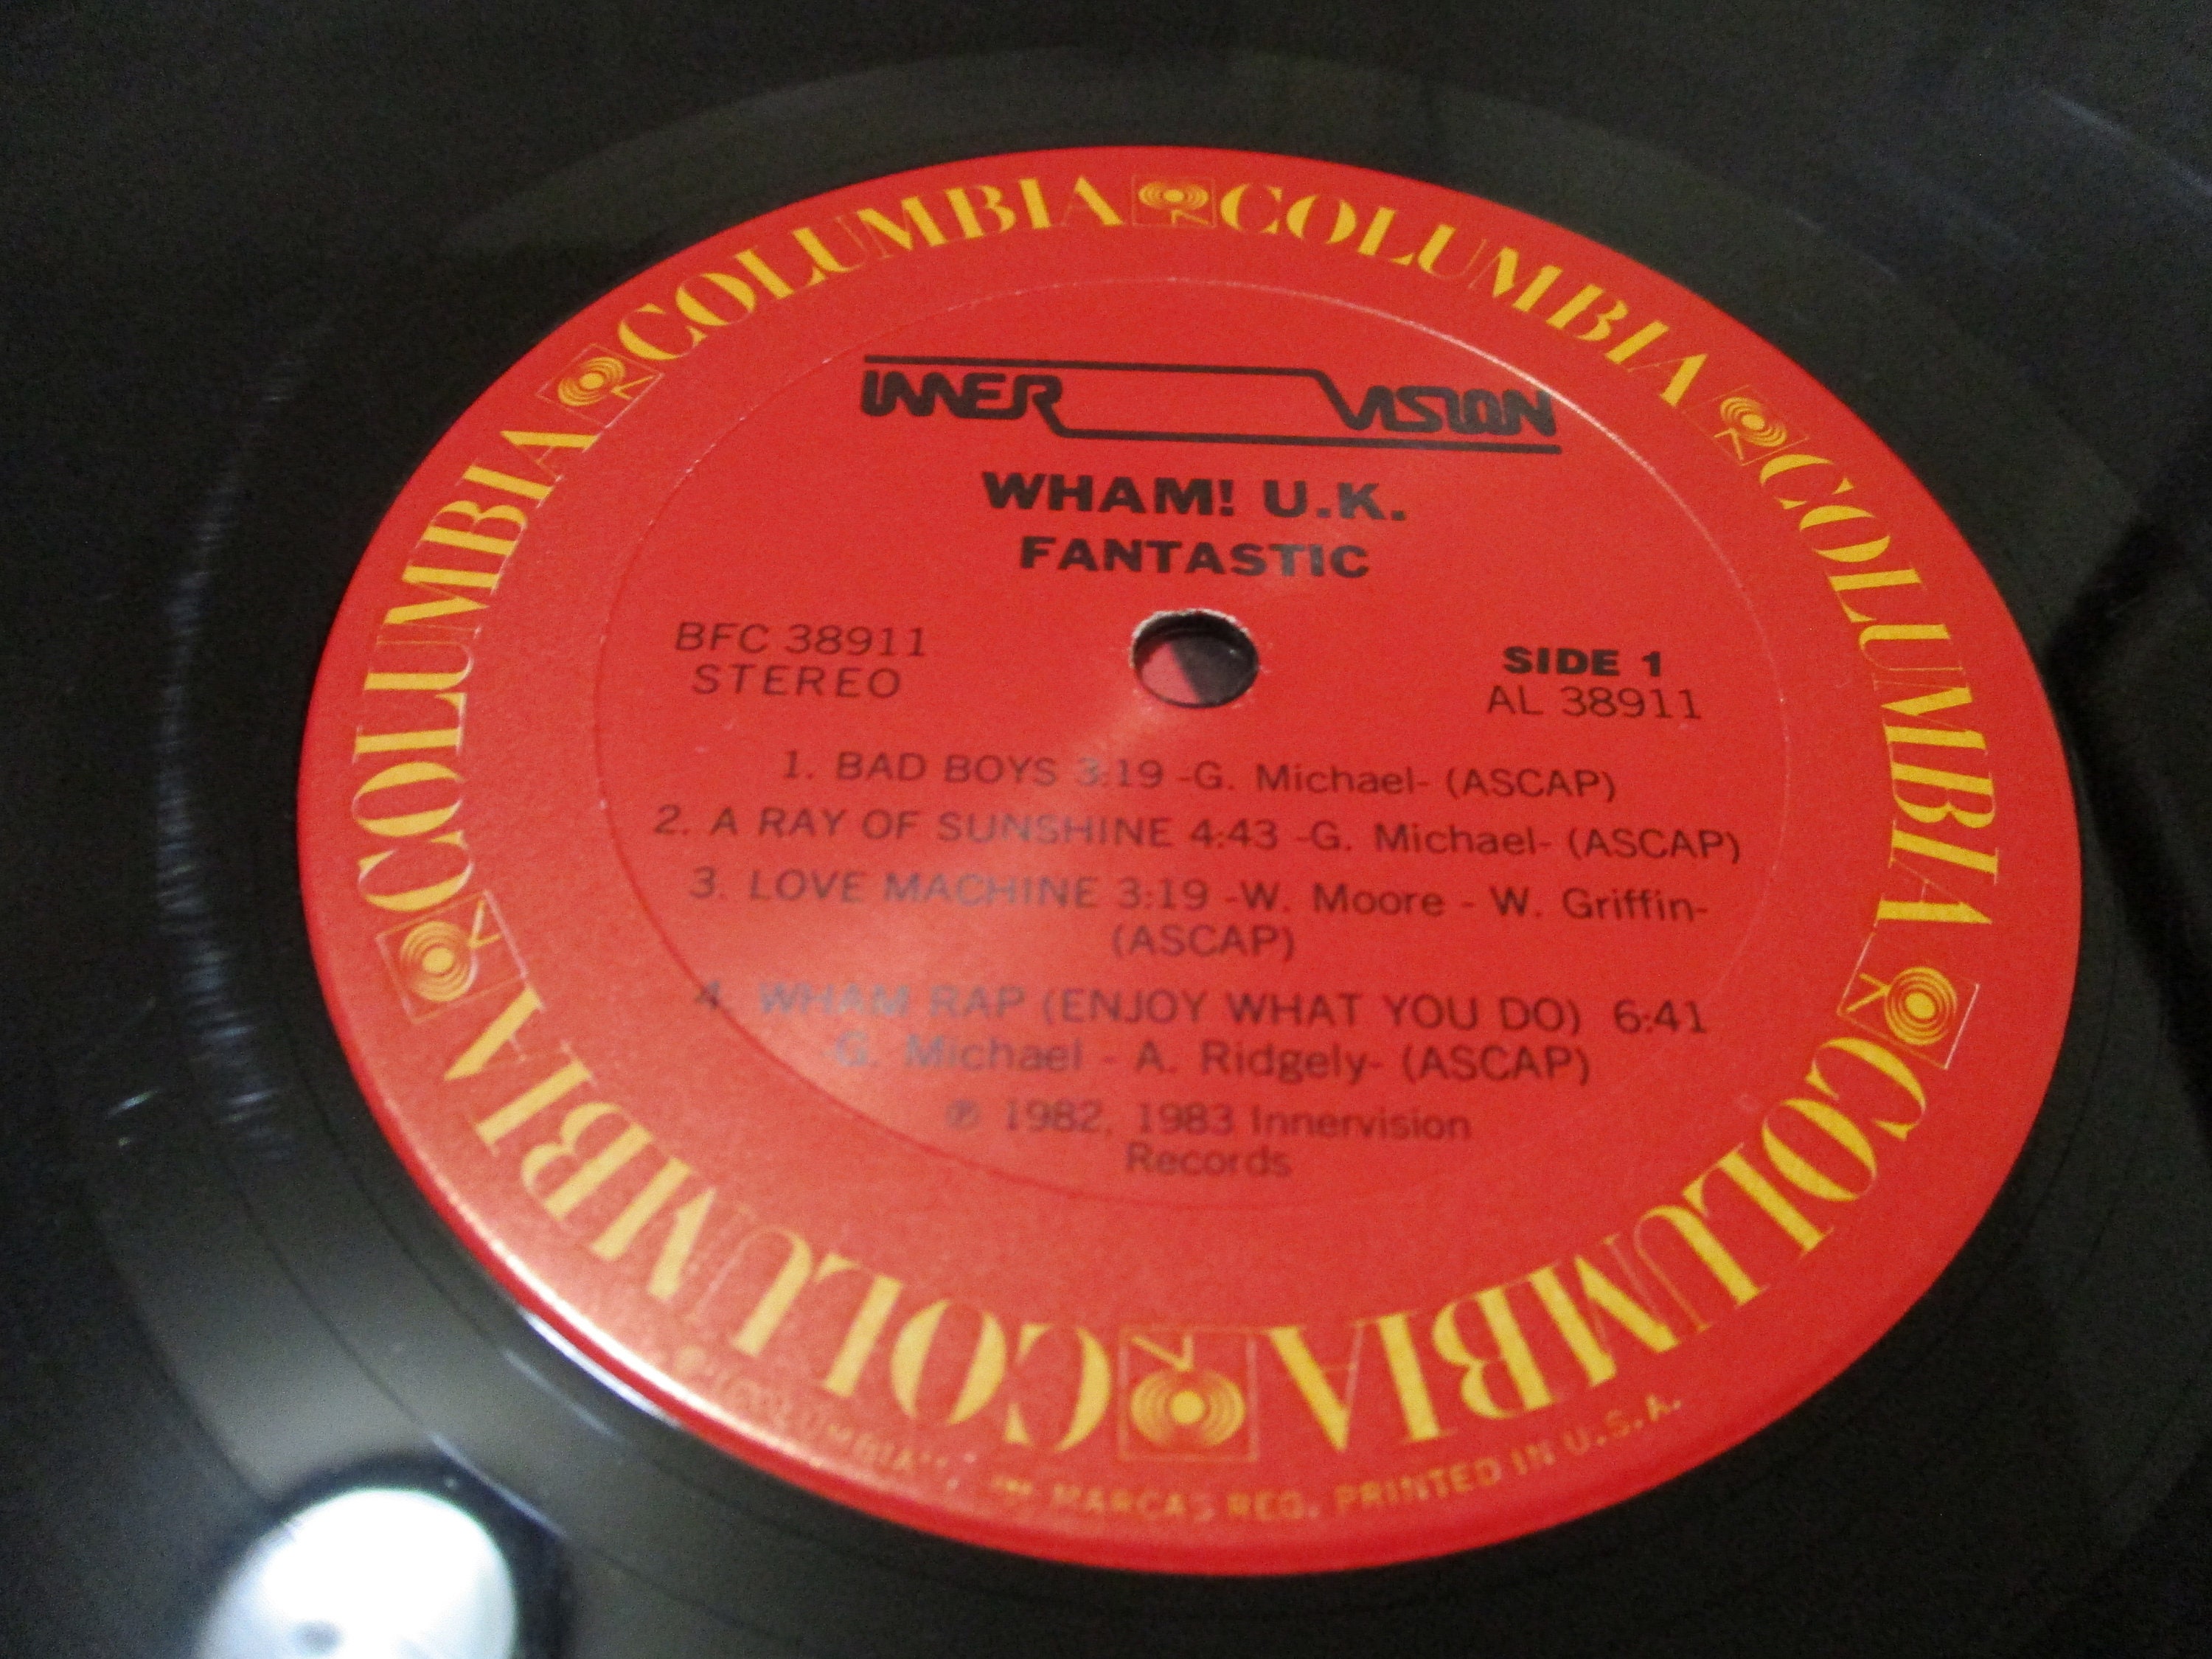 COLUMBIA COLUMBIA COLUMBIA COLUMBIA COLUMBIA COLUMBIA
INNER VISION
WHAM! U.K.
FANTASTIC
BFC 38911
STEREO
SIDE 1
AL 38911
1. BAD BOYS 3:19 -G. Michael- (ASCAP)
2. A RAY OF SUNSHINE 4:43 -G. Michael- (ASCAP)
3. LOVE MACHINE 3:19 -W. Moore - W. Griffin-
(ASCAP)
4. WHAM RAP (ENJOY WHAT YOU DO) 6:41
-G. Michael - A. Ridgely- (ASCAP)
℗ 1982, 1983 Innervision
Records
"COLUMBIA", MARCAS REG. PRINTED IN U.S.A.